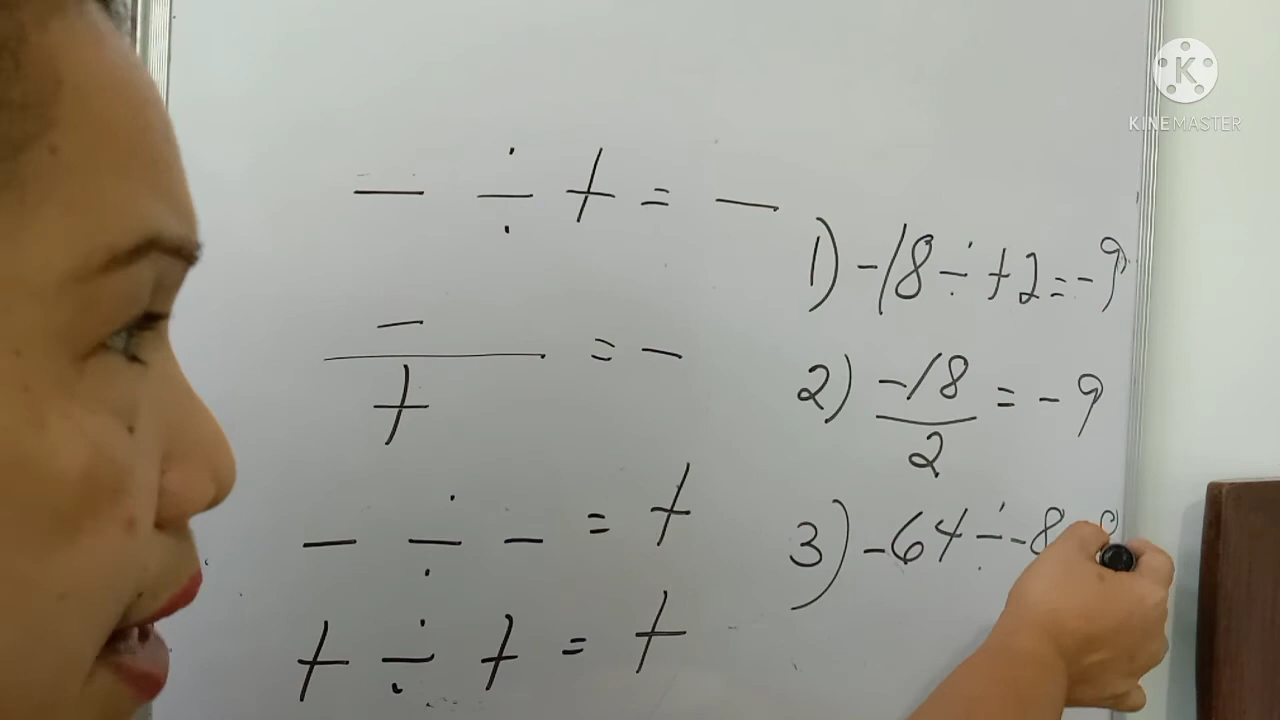 − ÷ + = −
− / + = −
− ÷ − = +
+ ÷ + = +
1) -18 ÷ +2 = -9
2) -18 / 2 = -9
3) -64 ÷ -8
K
KINEMASTER